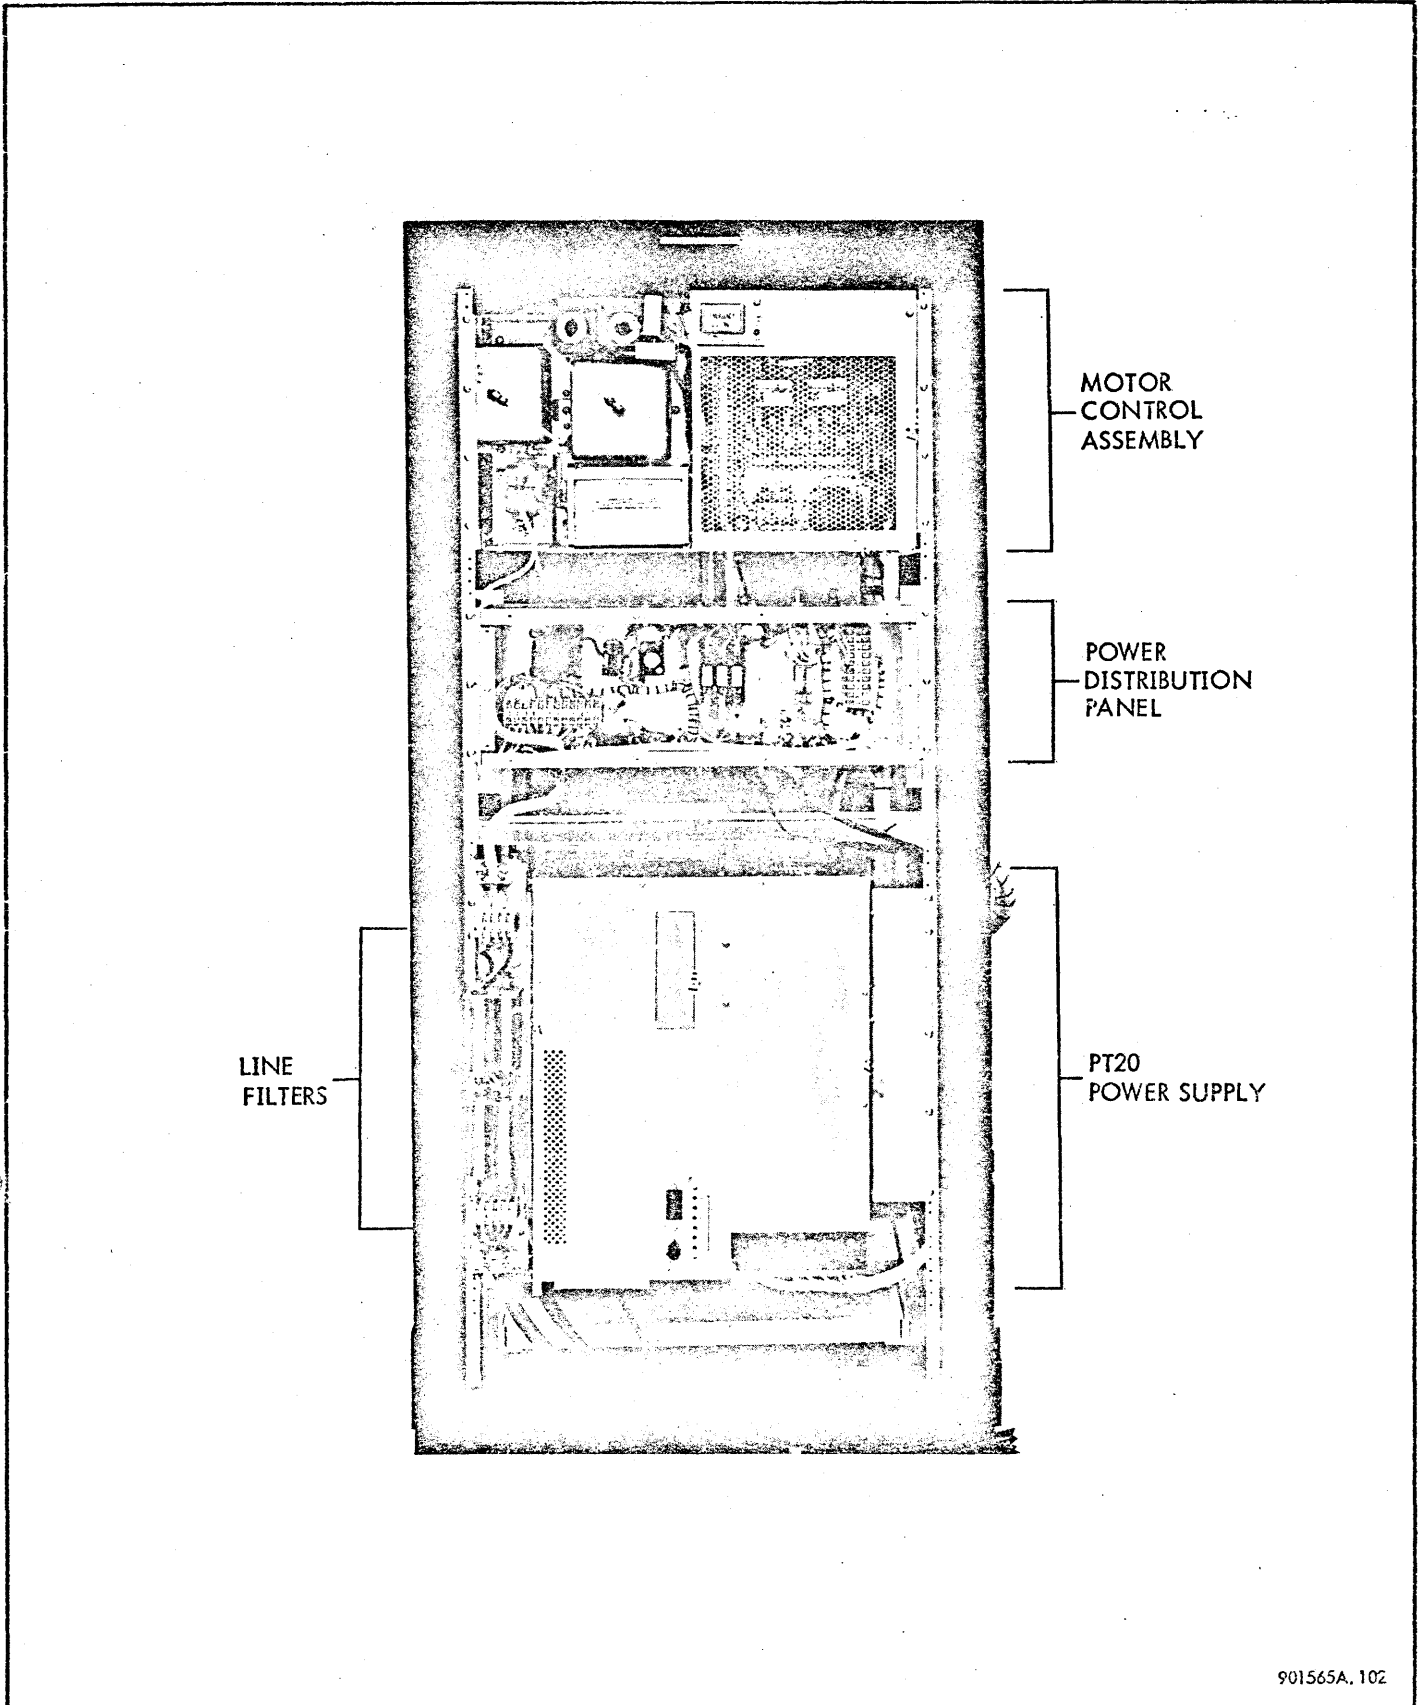 MOTOR
CONTROL
ASSEMBLY
POWER
DISTRIBUTION
PANEL
LINE
FILTERS
PT20
POWER SUPPLY
901565A. 102